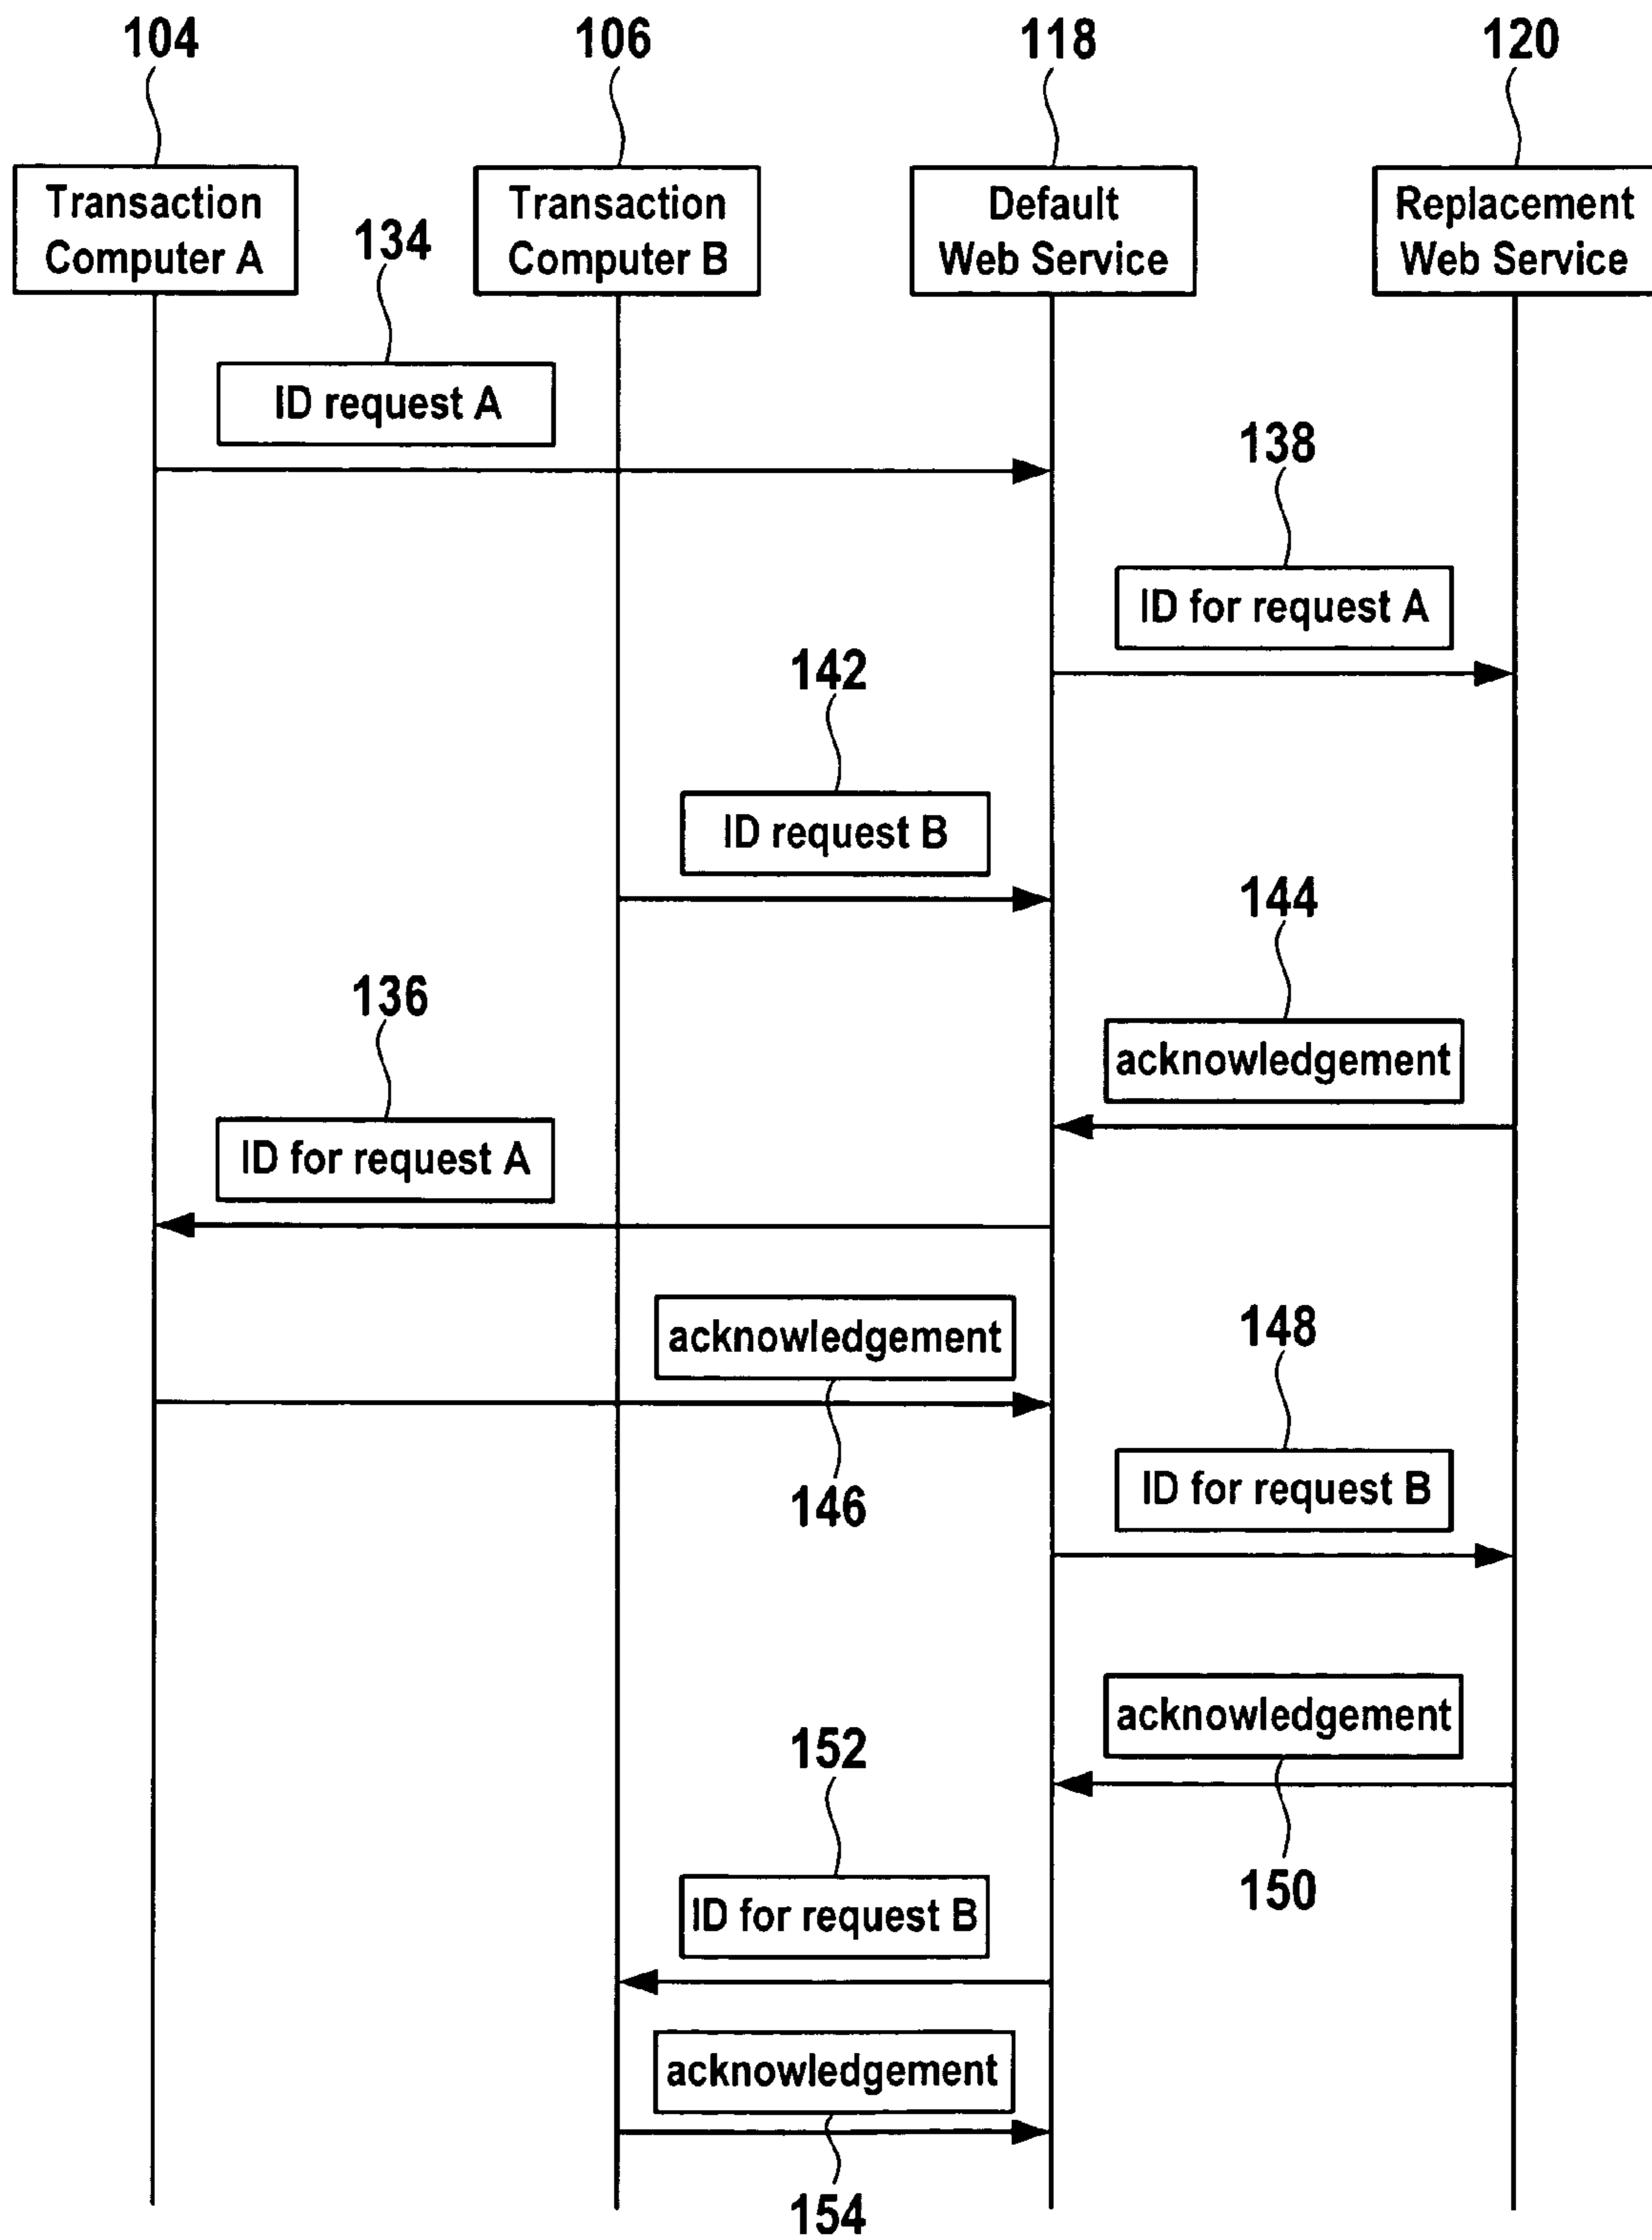 104
106
118
120
Transaction
Computer A
Transaction
Computer B
Default
Web Service
Replacement
Web Service
134
ID request A
138
ID for request A
142
ID request B
144
acknowledgement
136
ID for request A
acknowledgement
146
148
ID for request B
acknowledgement
150
152
ID for request B
acknowledgement
154